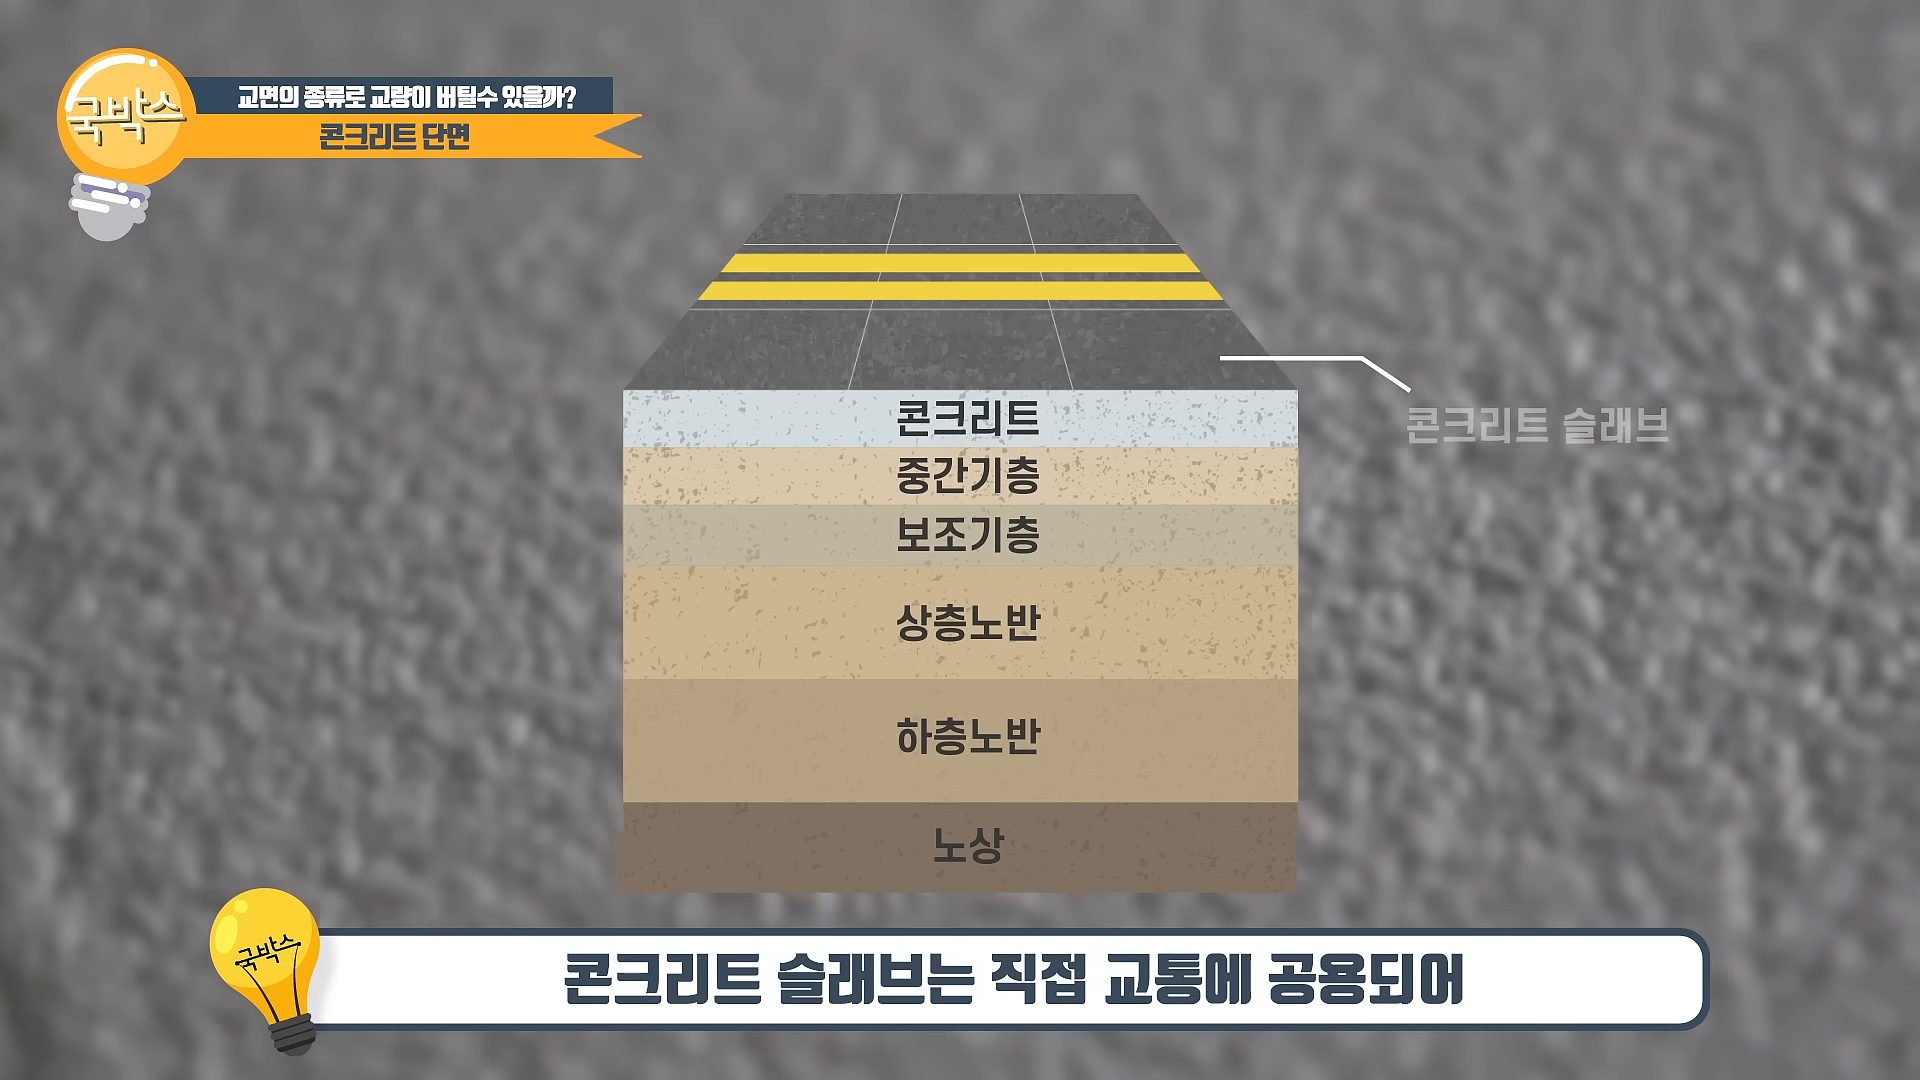 국박스
교면의 종류로 교량이 버틸수 있을까?
콘크리트 단면
콘크리트
콘크리트 슬래브
중간기층
보조기층
상층노반
하층노반
노상
국박스
콘크리트 슬래브는 직접 교통에 공용되어